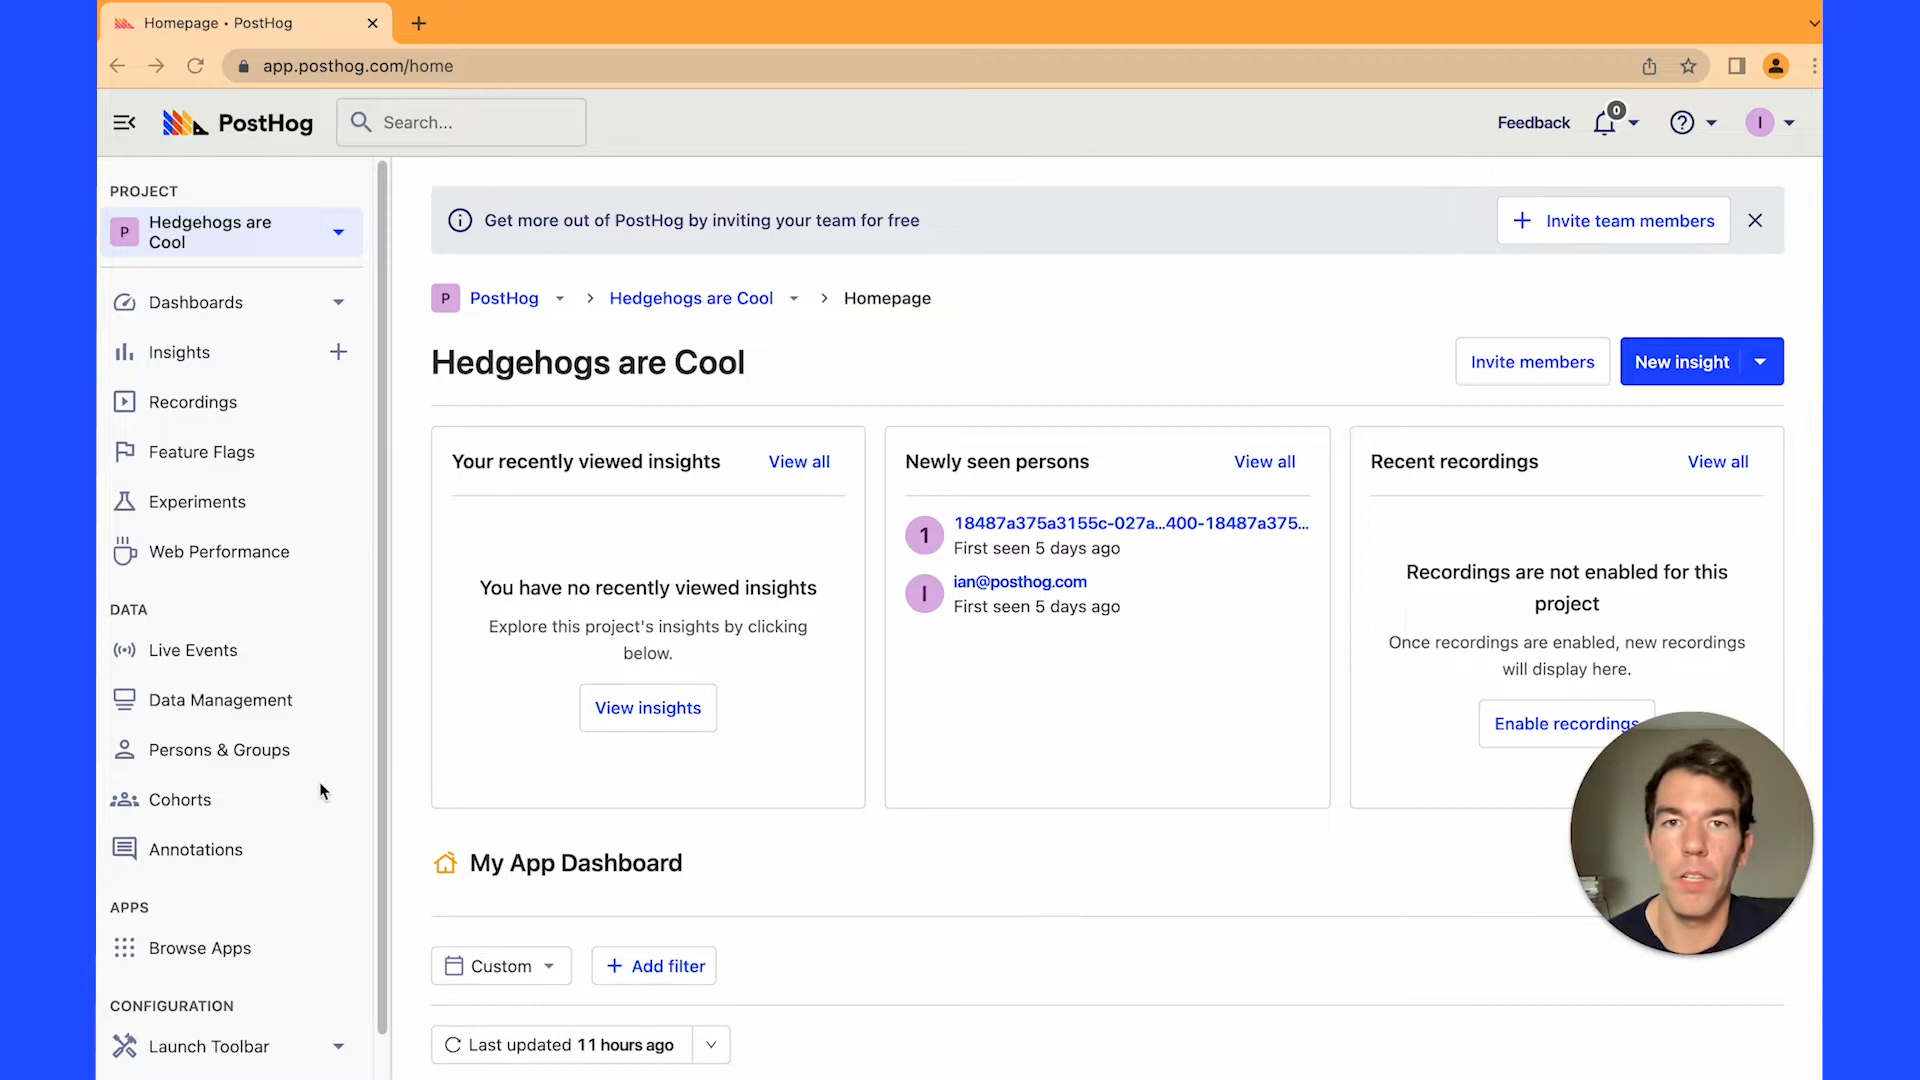 Homepage • PostHog
app.posthog.com/home
PostHog
Search...
Feedback
0
I
PROJECT
P
Hedgehogs are
Cool
Dashboards
Insights
Recordings
Feature Flags
Experiments
Web Performance
DATA
Live Events
Data Management
Persons & Groups
Cohorts
Annotations
APPS
Browse Apps
CONFIGURATION
Launch Toolbar
Get more out of PostHog by inviting your team for free
Invite team members
P PostHog > Hedgehogs are Cool > Homepage
Hedgehogs are Cool
Invite members
New insight
Your recently viewed insights
View all
You have no recently viewed insights
Explore this project's insights by clicking
below.
View insights
Newly seen persons
View all
1
18487a375a3155c-027a...400-18487a375...
First seen 5 days ago
I
ian@posthog.com
First seen 5 days ago
Recent recordings
View all
Recordings are not enabled for this
project
Once recordings are enabled, new recordings
will display here.
Enable recordings
My App Dashboard
Custom
Add filter
Last updated 11 hours ago